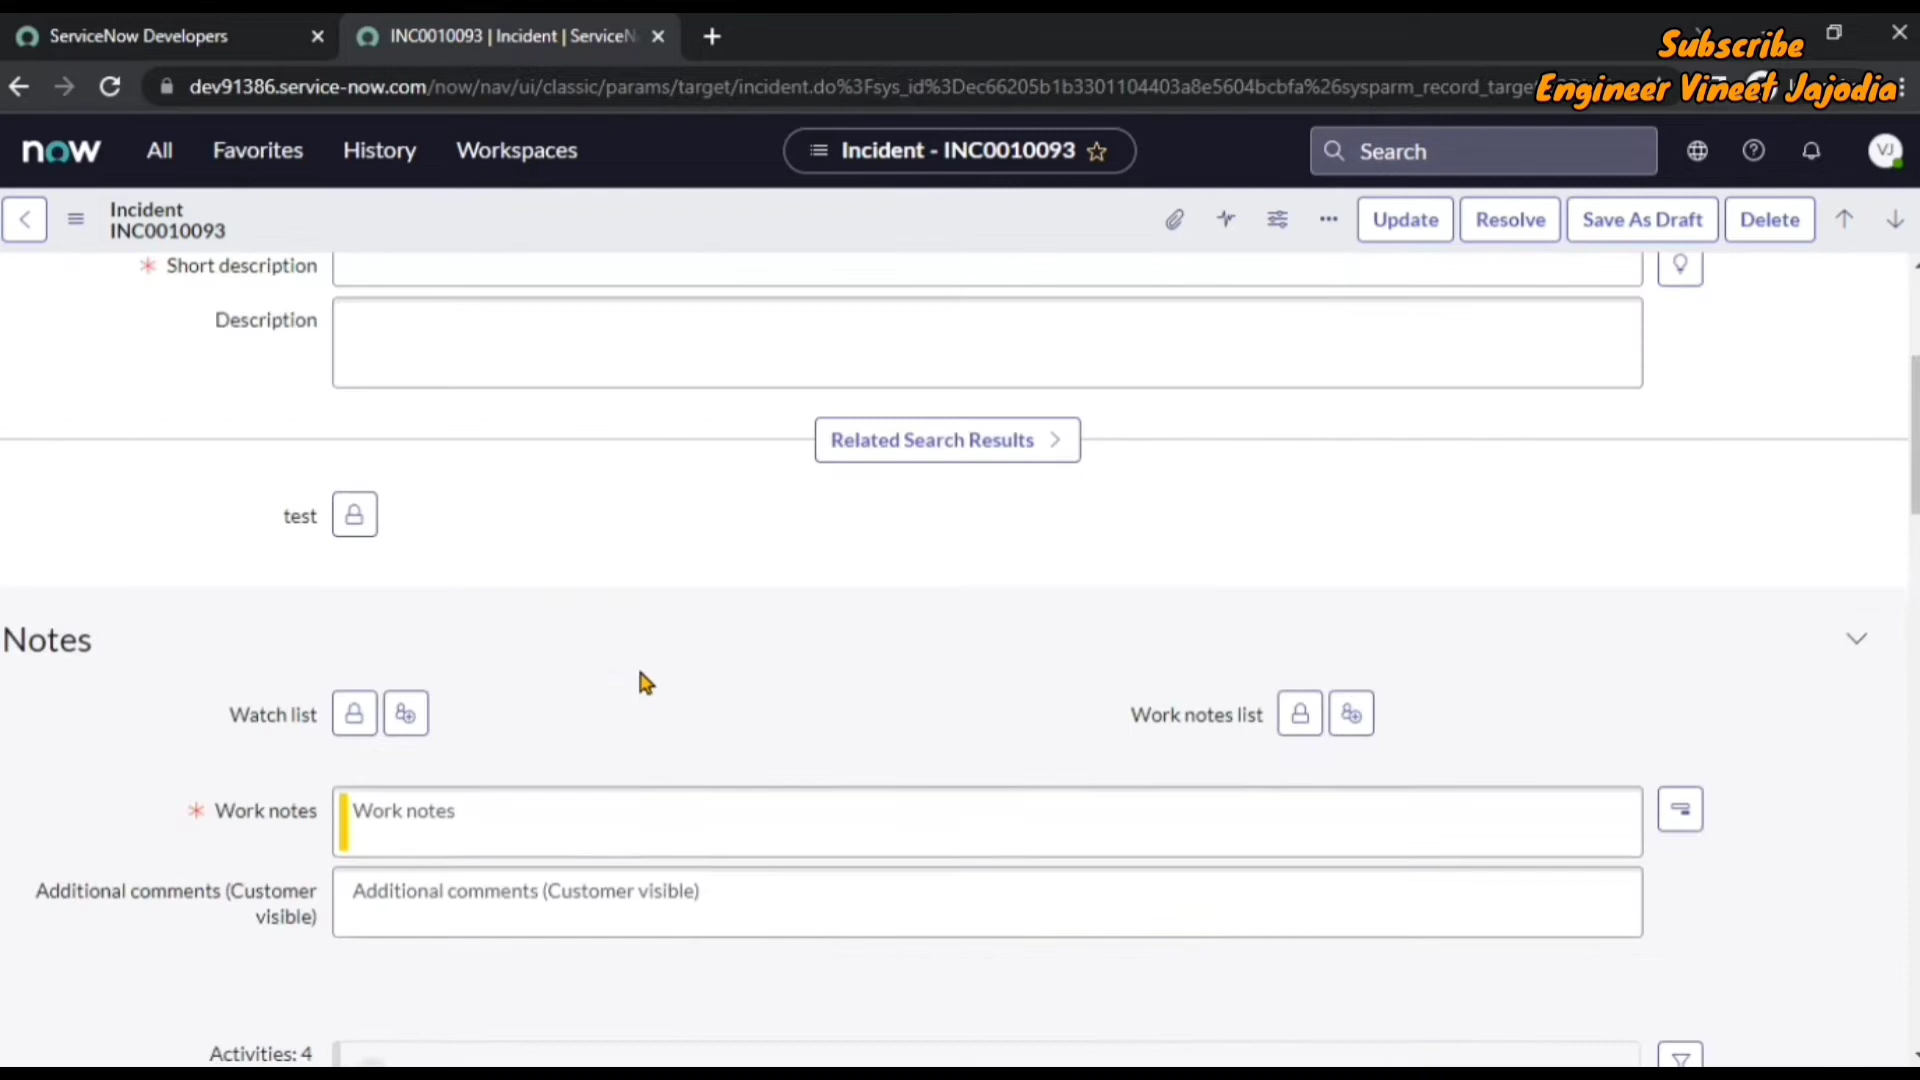 ServiceNow Developers
INC0010093 | Incident | ServiceN
Subscribe
dev91386.service-now.com/now/nav/ui/classic/params/target/incident.do%3Fsys_id%3Dec66205b1b3301104403a8e5604bcbfa%26sysparm_record_targe
Engineer Vineet Jajodia
now
All
Favorites
History
Workspaces
Incident - INC0010093
Search
VJ
Incident
INC0010093
Update
Resolve
Save As Draft
Delete
Short description
Description
Related Search Results
test
Notes
Watch list
Work notes list
Work notes
Work notes
Additional comments (Customer
visible)
Additional comments (Customer visible)
Activities: 4